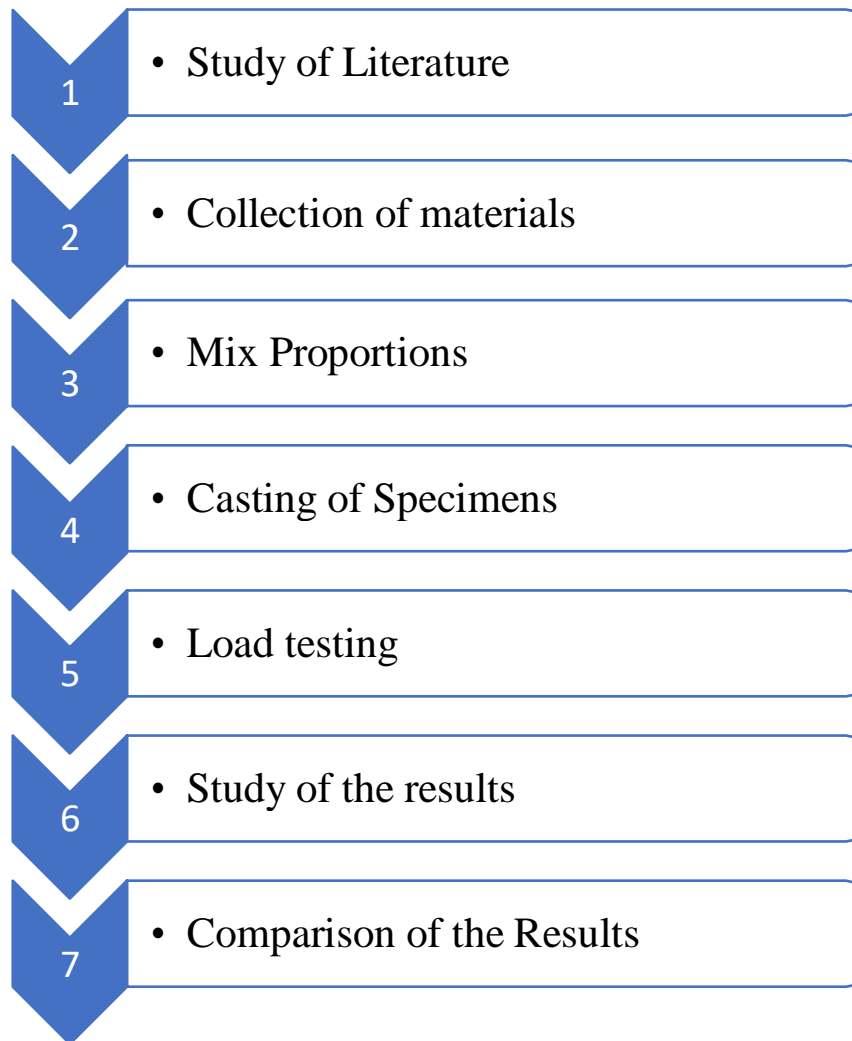 1
• Study of Literature
2
• Collection of materials
3
• Mix Proportions
4
• Casting of Specimens
5
• Load testing
6
• Study of the results
7
• Comparison of the Results